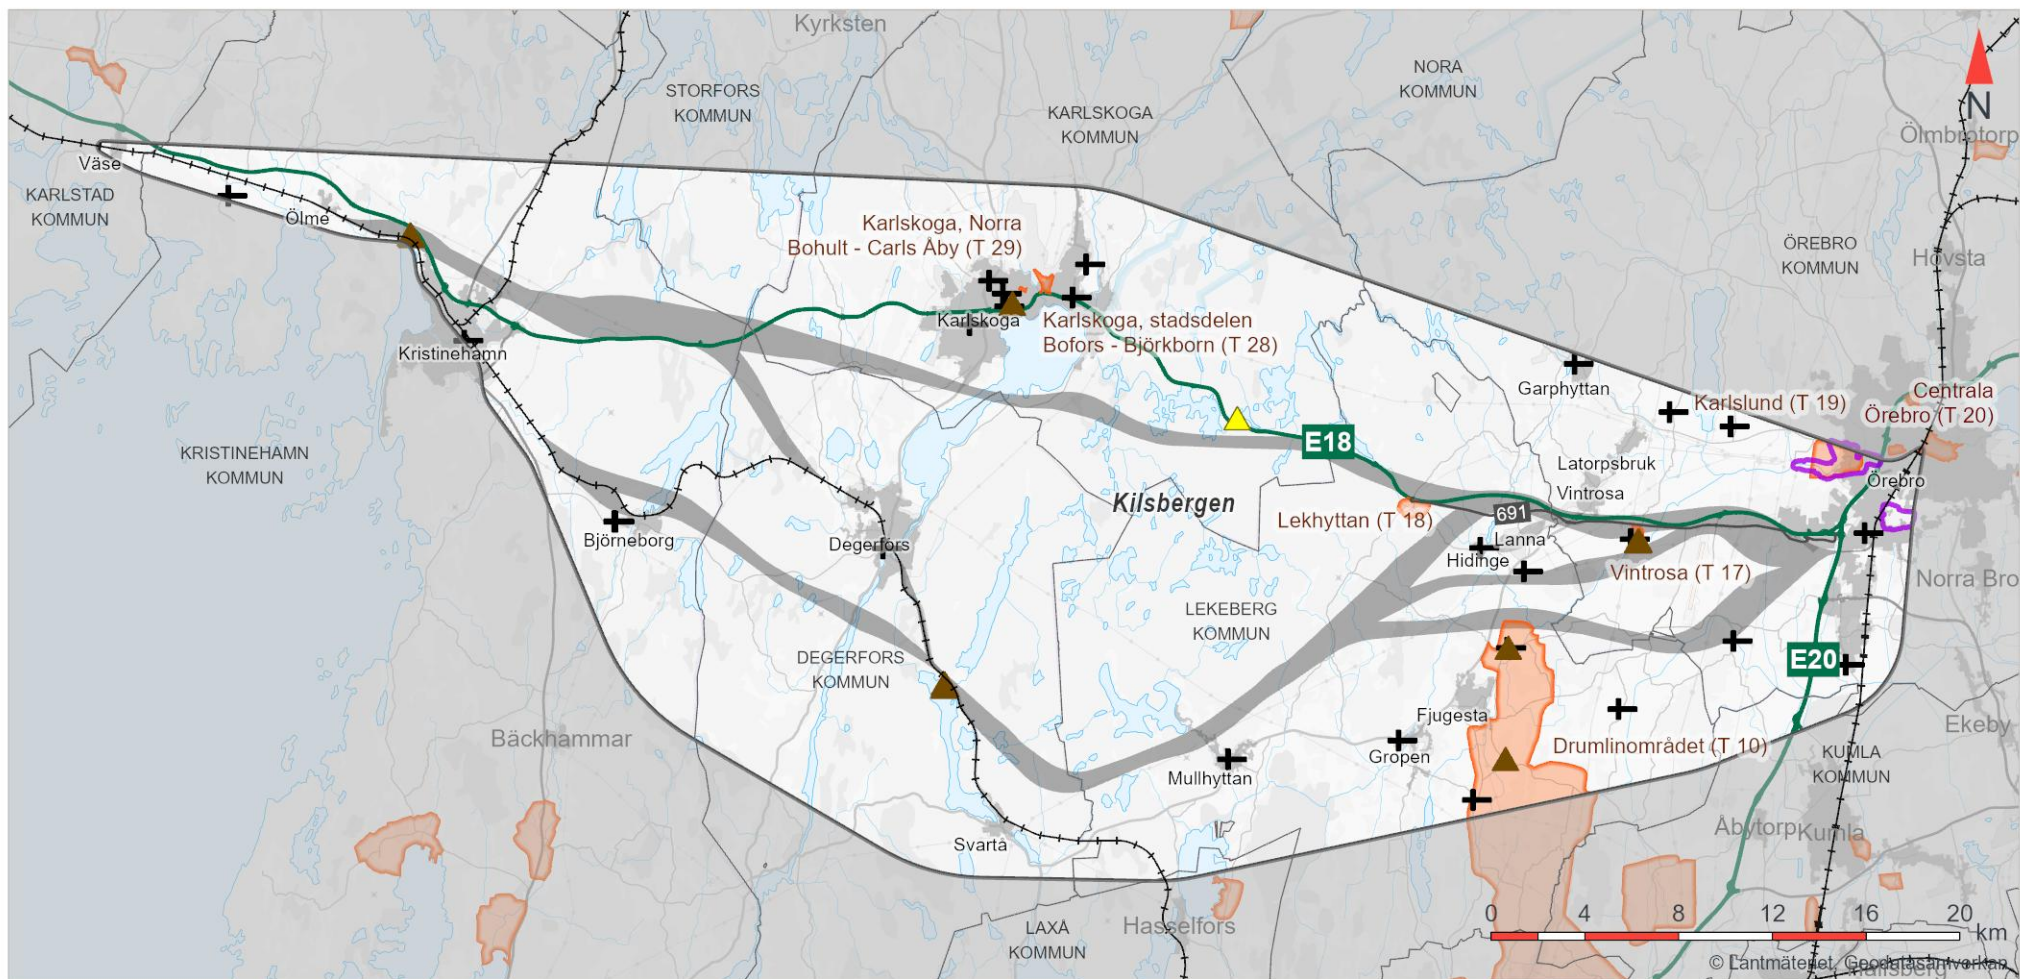 Kyrksten
NORA
KOMMUN
STORFORS
KOMMUN
KARLSKOGA
KOMMUN
N
Ölmbrotorp
Väse
KARLSTAD
KOMMUN
Ölme
Karlskoga, Norra
Bohult - Carls Åby (T 29)
ÖREBRO
KOMMUN
Hovsta
Karlskoga
Karlskoga, stadsdelen
Bofors - Björkborn (T 28)
Kristinehamn
Garphyttan
Karlslund (T 19)
Centrala
Örebro (T 20)
KRISTINEHAMN
KOMMUN
E18
Latorpsbruk
Vintrosa
Örebro
Kilsbergen
Lekhyttan (T 18)
691
Lanna
Hidinge
Björneborg
Degerfors
Vintrosa (T 17)
Norra Bro
LEKEBERG
KOMMUN
DEGERFORS
KOMMUN
E20
Fjugesta
Ekeby
Bäckhammar
Gropen
Drumlinområdet (T 10)
KUMLA
KOMMUN
Mullhyttan
Svartå
Åbytorp
Kumla
LAXÅ
KOMMUN
Hasselfors
0 4 8 12 16 20
km
© Lantmäteriet, Geodatasamverkan
Hallsberg